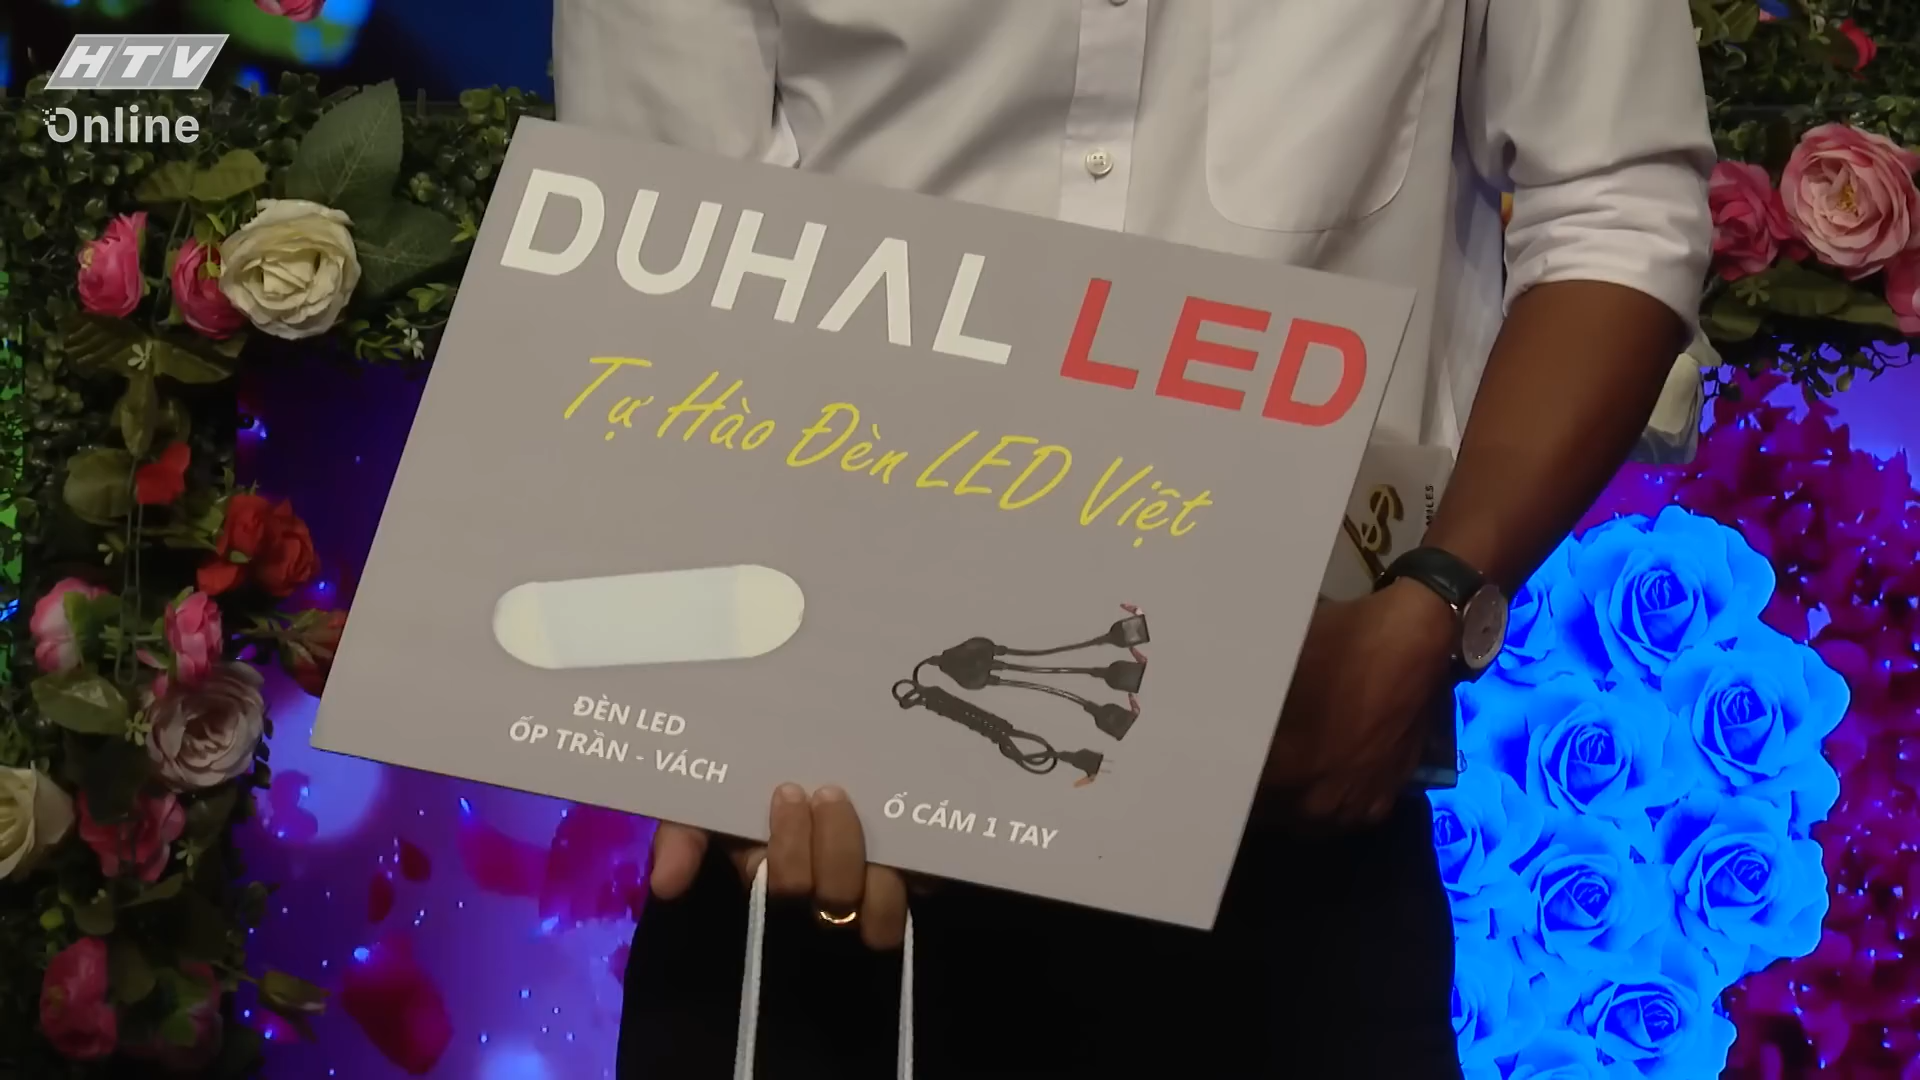 HTV
Online
DUHAL LED
Tự Hào Đèn LED Việt
ĐÈN LED
ỐP TRẦN - VÁCH
Ổ CẮM 1 TAY